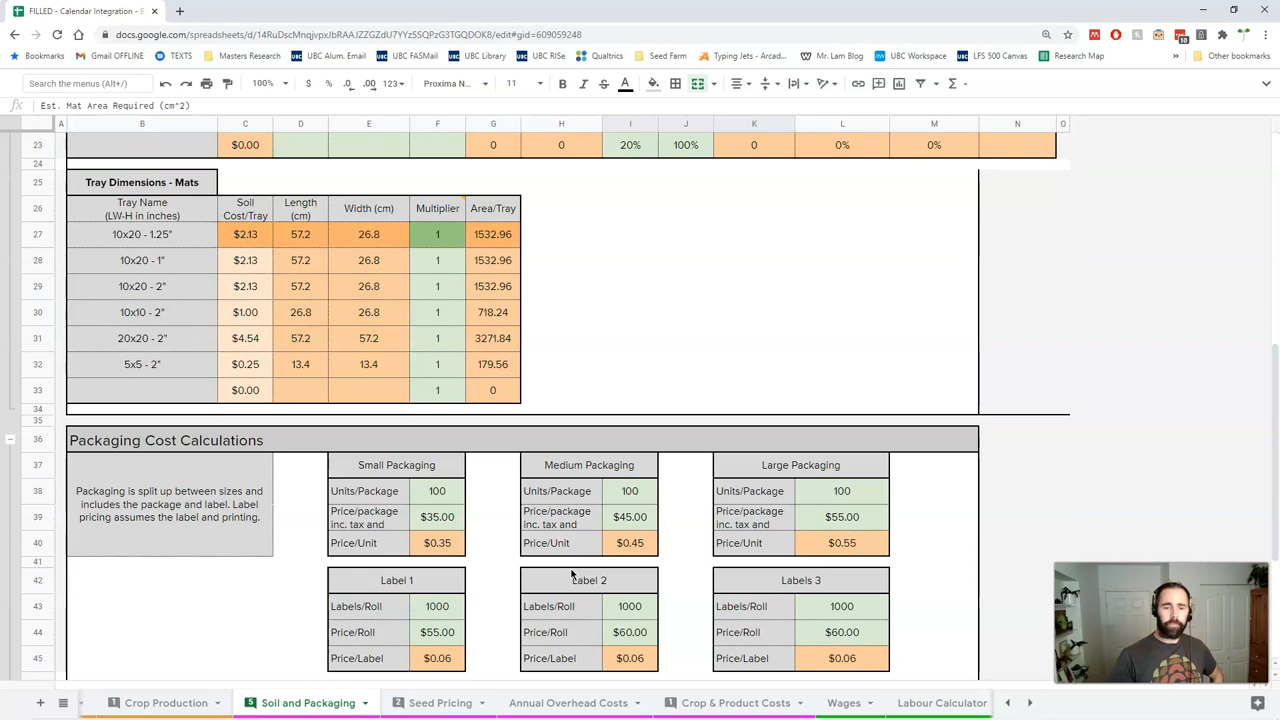 FILLED - Calendar Integration - E
docs.google.com/spreadsheets/d/14RuDscMnqjvpxJbRAAJZZGZdU7YYz5SQPzG3TGQDOK8/edit#gid=609059248
Bookmarks Gmail OFFLINE TEXTS Masters Research UBC Alum. Email UBC FASMail UBC Library UBC RISe Qualtrics Seed Farm Typing Jets - Arcad... Mr. Lam Blog UBC Workspace LFS 500 Canvas Research Map » Other bookmarks
Search the menus (Alt+/) 100% $ % .0 .00 123 Proxima N... 11 B I S A
fx Est. Mat Area Required (cm^2)
A B C D E F G H I J K L M N O
23 $0.00 0 0 20% 100% 0 0% 0%
24
25 Tray Dimensions - Mats
26 Tray Name (LW-H in inches) Soil Cost/Tray Length (cm) Width (cm) Multiplier Area/Tray
27 10x20 - 1.25" $2.13 57.2 26.8 1 1532.96
28 10x20 - 1" $2.13 57.2 26.8 1 1532.96
29 10x20 - 2" $2.13 57.2 26.8 1 1532.96
30 10x10 - 2" $1.00 26.8 26.8 1 718.24
31 20x20 - 2" $4.54 57.2 57.2 1 3271.84
32 5x5 - 2" $0.25 13.4 13.4 1 179.56
33 $0.00 1 0
34
35
36 Packaging Cost Calculations
37 Small Packaging Medium Packaging Large Packaging
Packaging is split up between sizes
and includes the package and label. Label
pricing assumes the label and printing.
38 Units/Package 100 Units/Package 100 Units/Package 100
39 Price/package inc. tax and $35.00 Price/package inc. tax and $45.00 Price/package inc. tax and $55.00
40 Price/Unit $0.35 Price/Unit $0.45 Price/Unit $0.55
41
42 Label 1 Label 2 Labels 3
43 Labels/Roll 1000 Labels/Roll 1000 Labels/Roll 1000
44 Price/Roll $55.00 Price/Roll $60.00 Price/Roll $60.00
45 Price/Label $0.06 Price/Label $0.06 Price/Label $0.06
1 Crop Production 5 Soil and Packaging 2 Seed Pricing Annual Overhead Costs 1 Crop & Product Costs Wages Labour Calculator